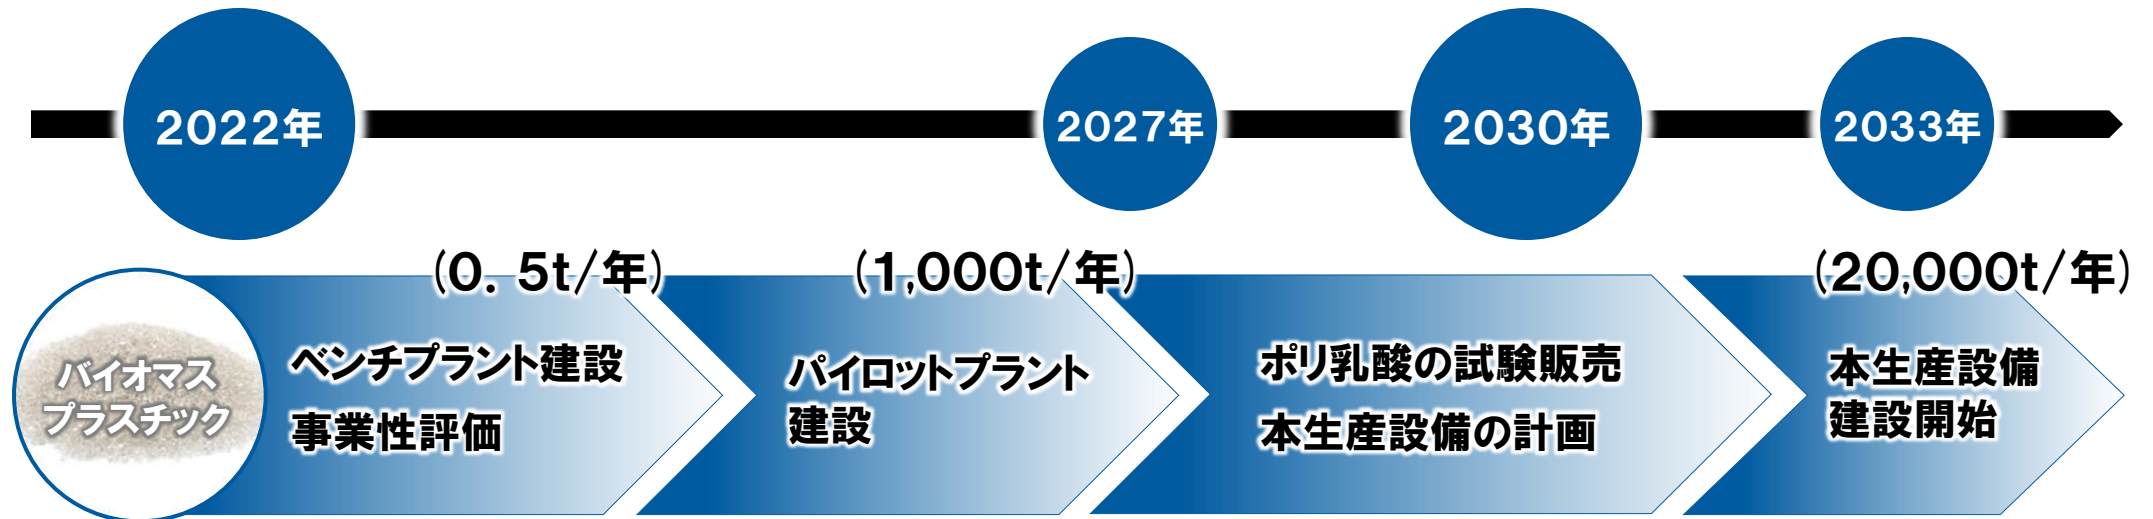 2022年
2027年
2030年
2033年
(0. 5t/年)
(1,000t/年)
(20,000t/年)
バイオマス
プラスチック
ベンチプラント建設
事業性評価
パイロットプラント
建設
ポリ乳酸の試験販売
本生産設備の計画
本生産設備
建設開始